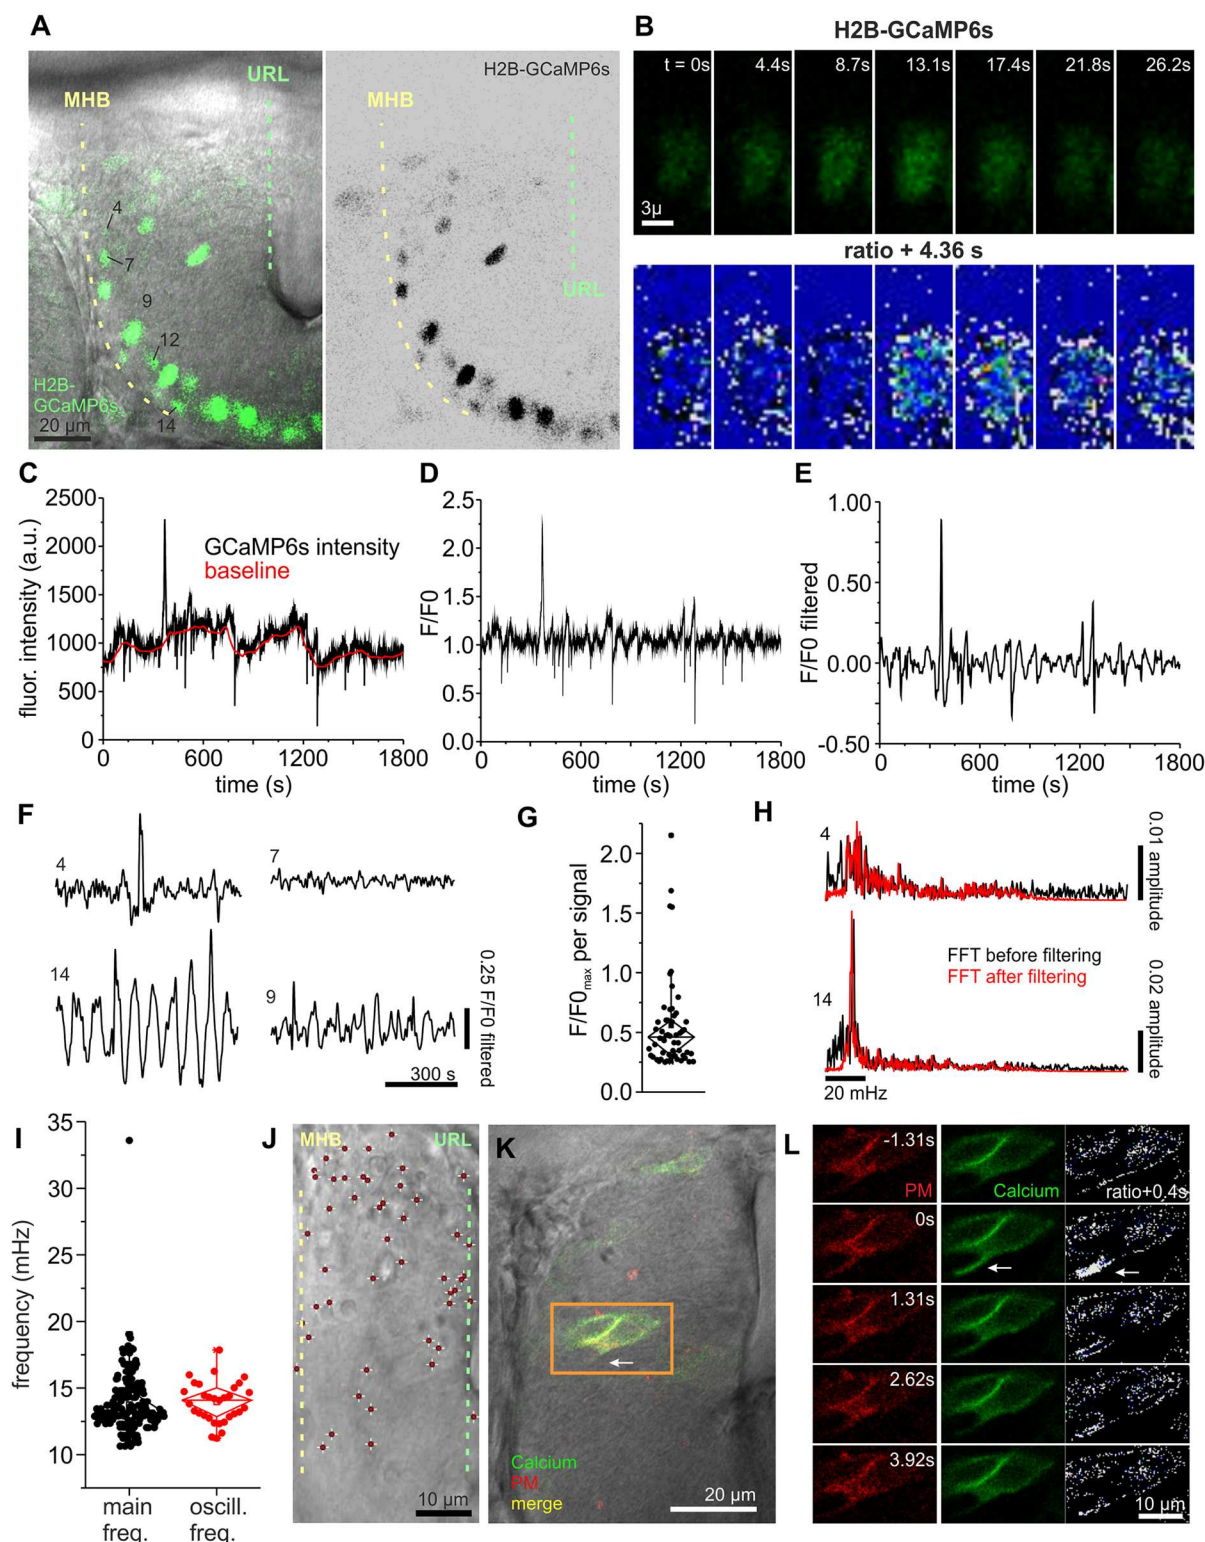 A
H2B-GCaMP6s
URL
MHB
MHB
4
7
9
12
14
URL
H2B-
GCaMP6s
20 µm
B
H2B-GCaMP6s
t = 0s
4.4s
8.7s
13.1s
17.4s
21.8s
26.2s
3µ
ratio + 4.36 s
C
2500
2000
1500
1000
500
0
fluor. intensity (a.u.)
GCaMP6s intensity
baseline
0 600 1200 1800
time (s)
D
2.5
2.0
1.5
1.0
0.5
0.0
F/F0
0 600 1200 1800
time (s)
E
1.00
0.50
0.00
-0.50
F/F0 filtered
0 600 1200 1800
time (s)
F
4
7
14
9
0.25 F/F0 filtered
300 s
G
2.0
1.5
1.0
0.5
0.0
F/F0max per signal
H
4
0.01 amplitude
FFT before filtering
FFT after filtering
14
0.02 amplitude
20 mHz
I
35
30
25
20
15
10
frequency (mHz)
main
freq.
oscill.
freq.
J
MHB
URL
10 µm
K
Calcium
PM
merge
20 µm
L
-1.31s
PM
Calcium
ratio+0.4s
0s
1.31s
2.62s
3.92s
10 µm